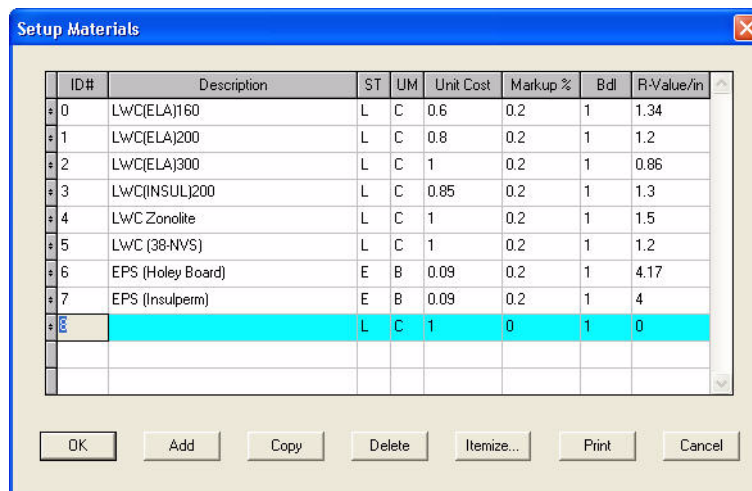 Setup Materials
ID# Description ST UM Unit Cost Markup % Bdl R-Value/in
0 LWC(ELA)160 L C 0.6 0.2 1 1.34
1 LWC(ELA)200 L C 0.8 0.2 1 1.2
2 LWC(ELA)300 L C 1 0.2 1 0.86
3 LWC(INSUL)200 L C 0.85 0.2 1 1.3
4 LWC Zonolite L C 1 0.2 1 1.5
5 LWC (38-NVS) L C 1 0.2 1 1.2
6 EPS (Holey Board) E B 0.09 0.2 1 4.17
7 EPS (Insulperm) E B 0.09 0.2 1 4
8 L C 1 0 1 0
OK Add Copy Delete Itemize... Print Cancel